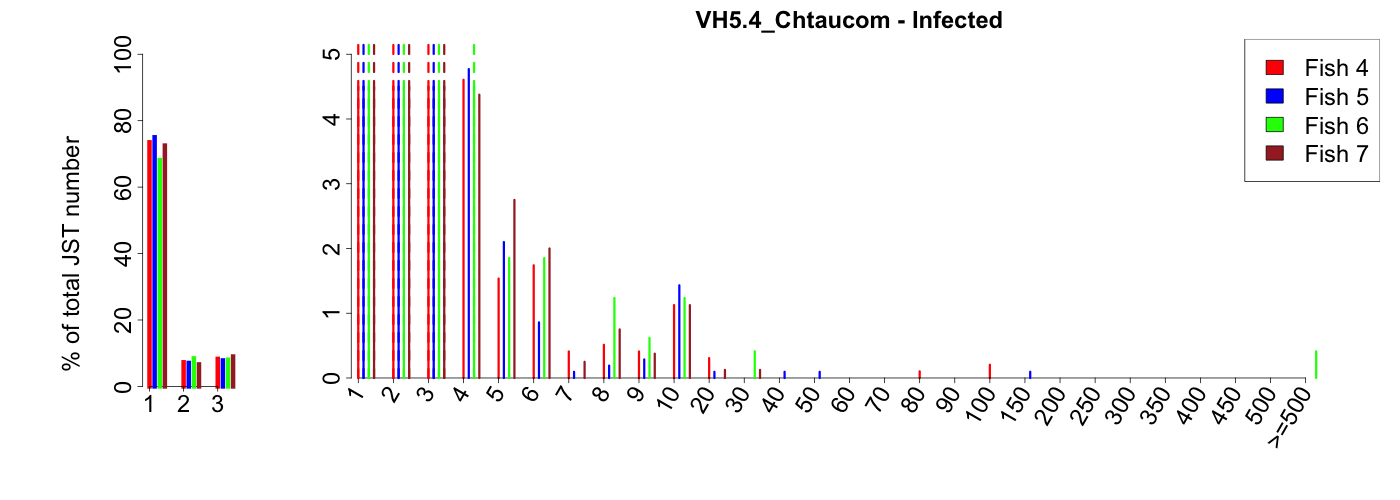 VH5.4_Chtaucom - Infected
% of total JST number
0 20 40 60 80 100
1 2 3
0 1 2 3 4 5
1 2 3 4 5 6 7 8 9 10 20 30 40 50 60 70 80 90 100 150 200 250 300 350 400 450 500 >=500
Fish 4
Fish 5
Fish 6
Fish 7